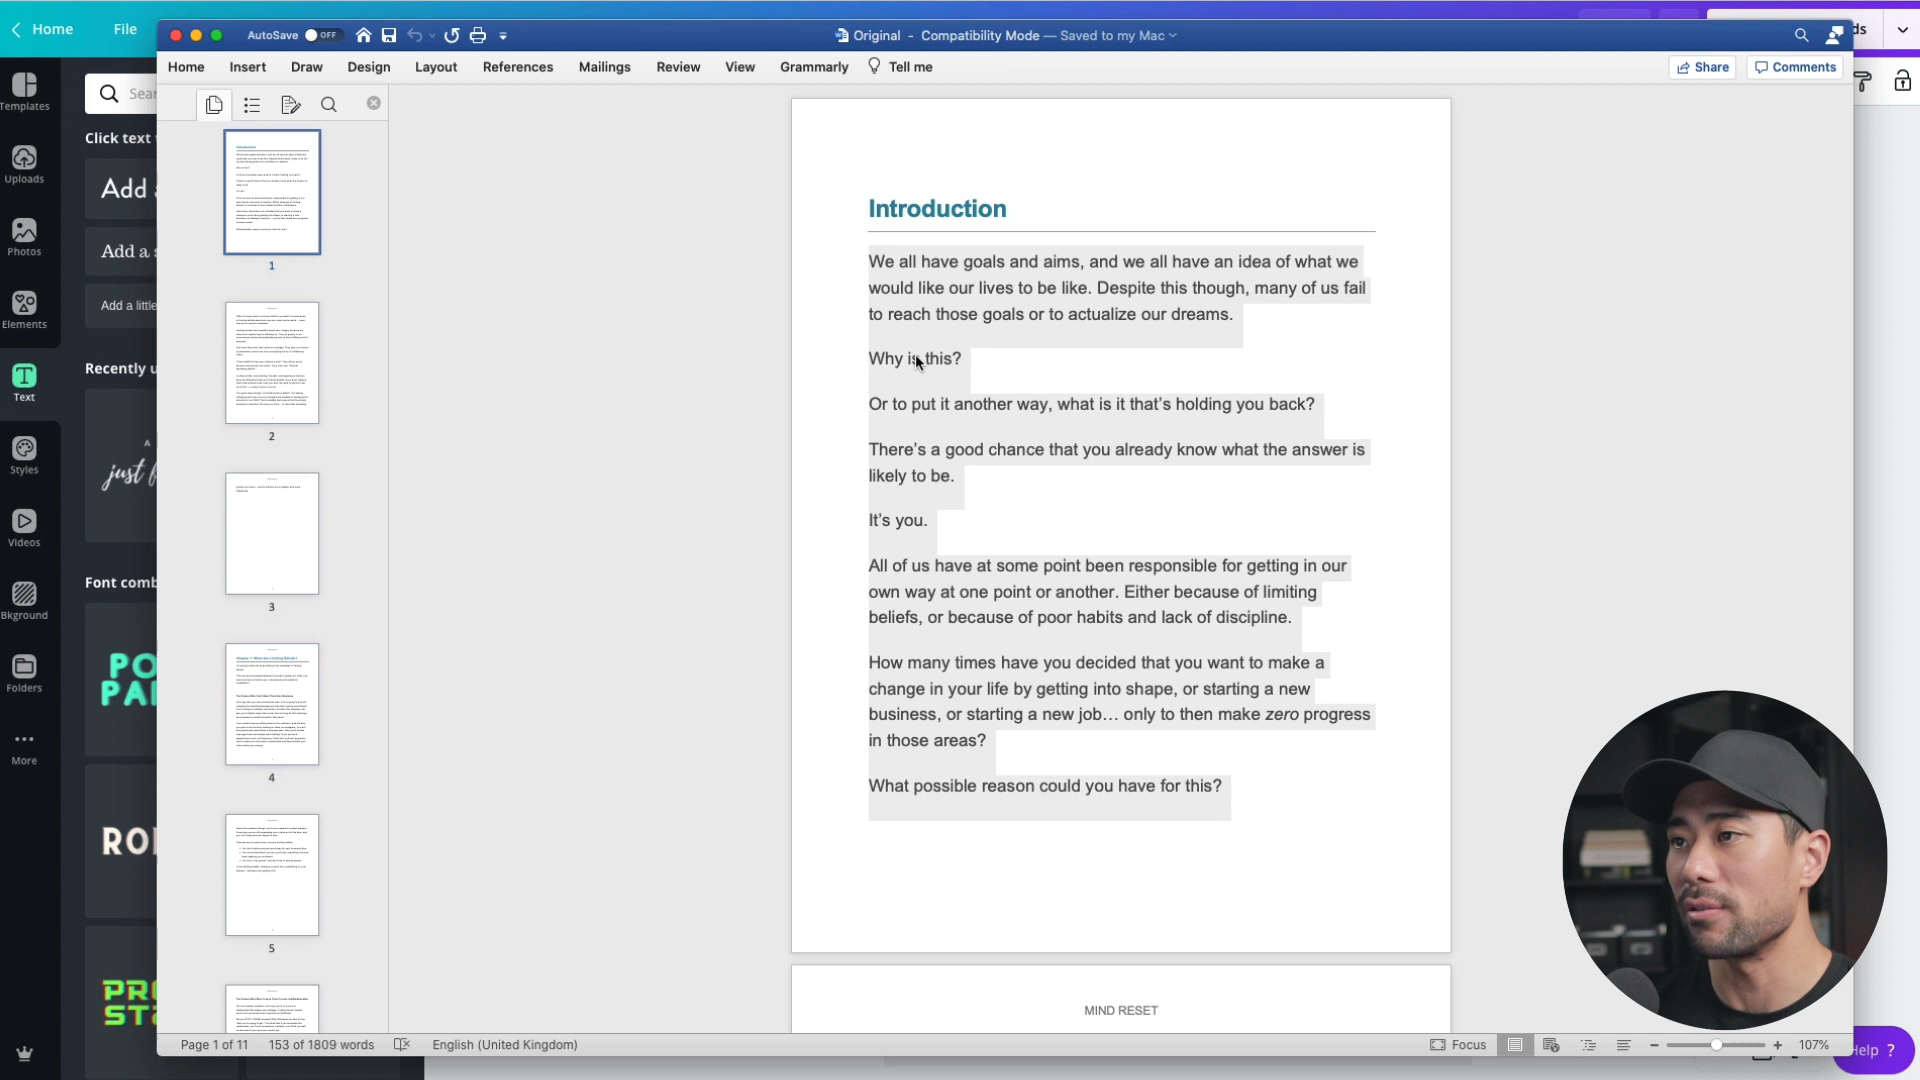 Home
File
ds
AutoSave
OFF
Original - Compatibility Mode — Saved to my Mac
Home
Insert
Draw
Design
Layout
References
Mailings
Review
View
Grammarly
Tell me
Share
Comments
Templates
Uploads
Photos
Elements
Text
Styles
Videos
Bkground
Folders
More
Sear
Click text
Add a
Add a s
Add a little
Recently u
A
just f
Font comb
PO
PAR
RO
PRO
STA
Introduction
1
2
3
4
5
Introduction
We all have goals and aims, and we all have an idea of what we
would like our lives to be like. Despite this though, many of us fail
to reach those goals or to actualize our dreams.
Why is this?
Or to put it another way, what is it that’s holding you back?
There’s a good chance that you already know what the answer is
likely to be.
It’s you.
All of us have at some point been responsible for getting in our
own way at one point or another. Either because of limiting
beliefs, or because of poor habits and lack of discipline.
How many times have you decided that you want to make a
change in your life by getting into shape, or starting a new
business, or starting a new job… only to then make zero progress
in those areas?
What possible reason could you have for this?
MIND RESET
Page 1 of 11
153 of 1809 words
English (United Kingdom)
Focus
107%
Help ?